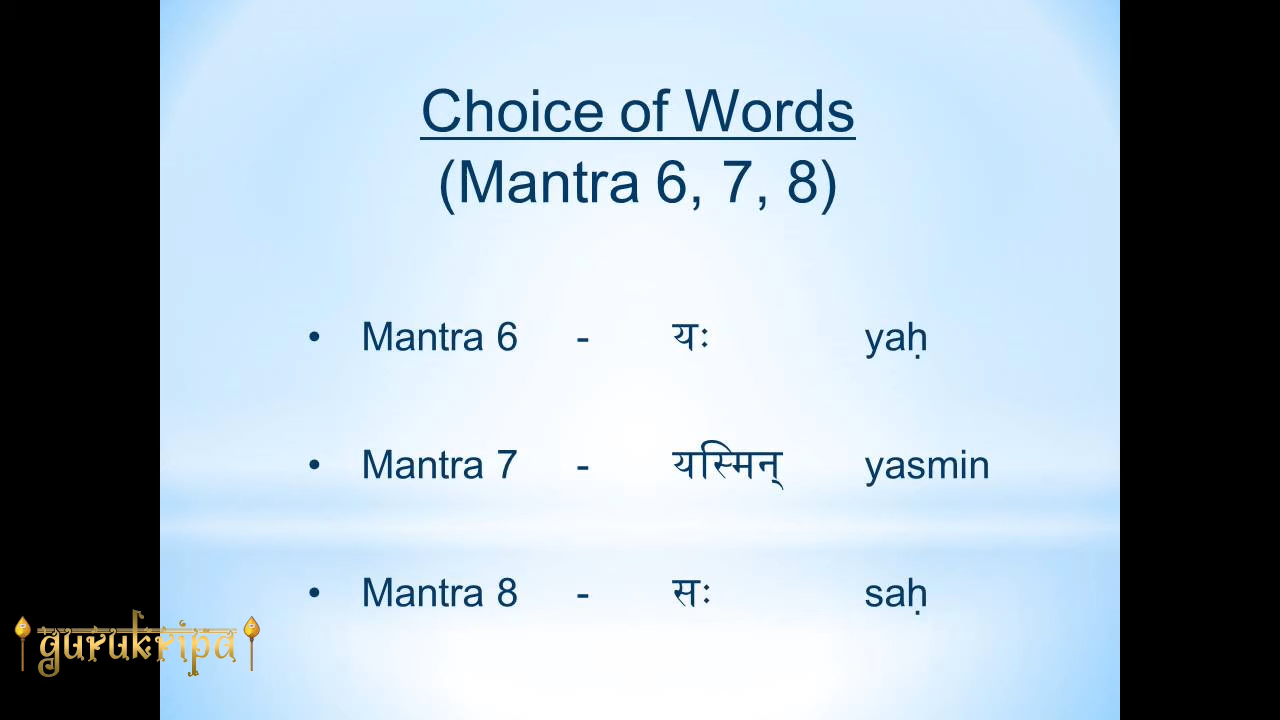 Choice of Words
(Mantra 6, 7, 8)
• Mantra 6 - यः yaḥ
• Mantra 7 - यस्मिन् yasmin
• Mantra 8 - सः saḥ
gurukripa